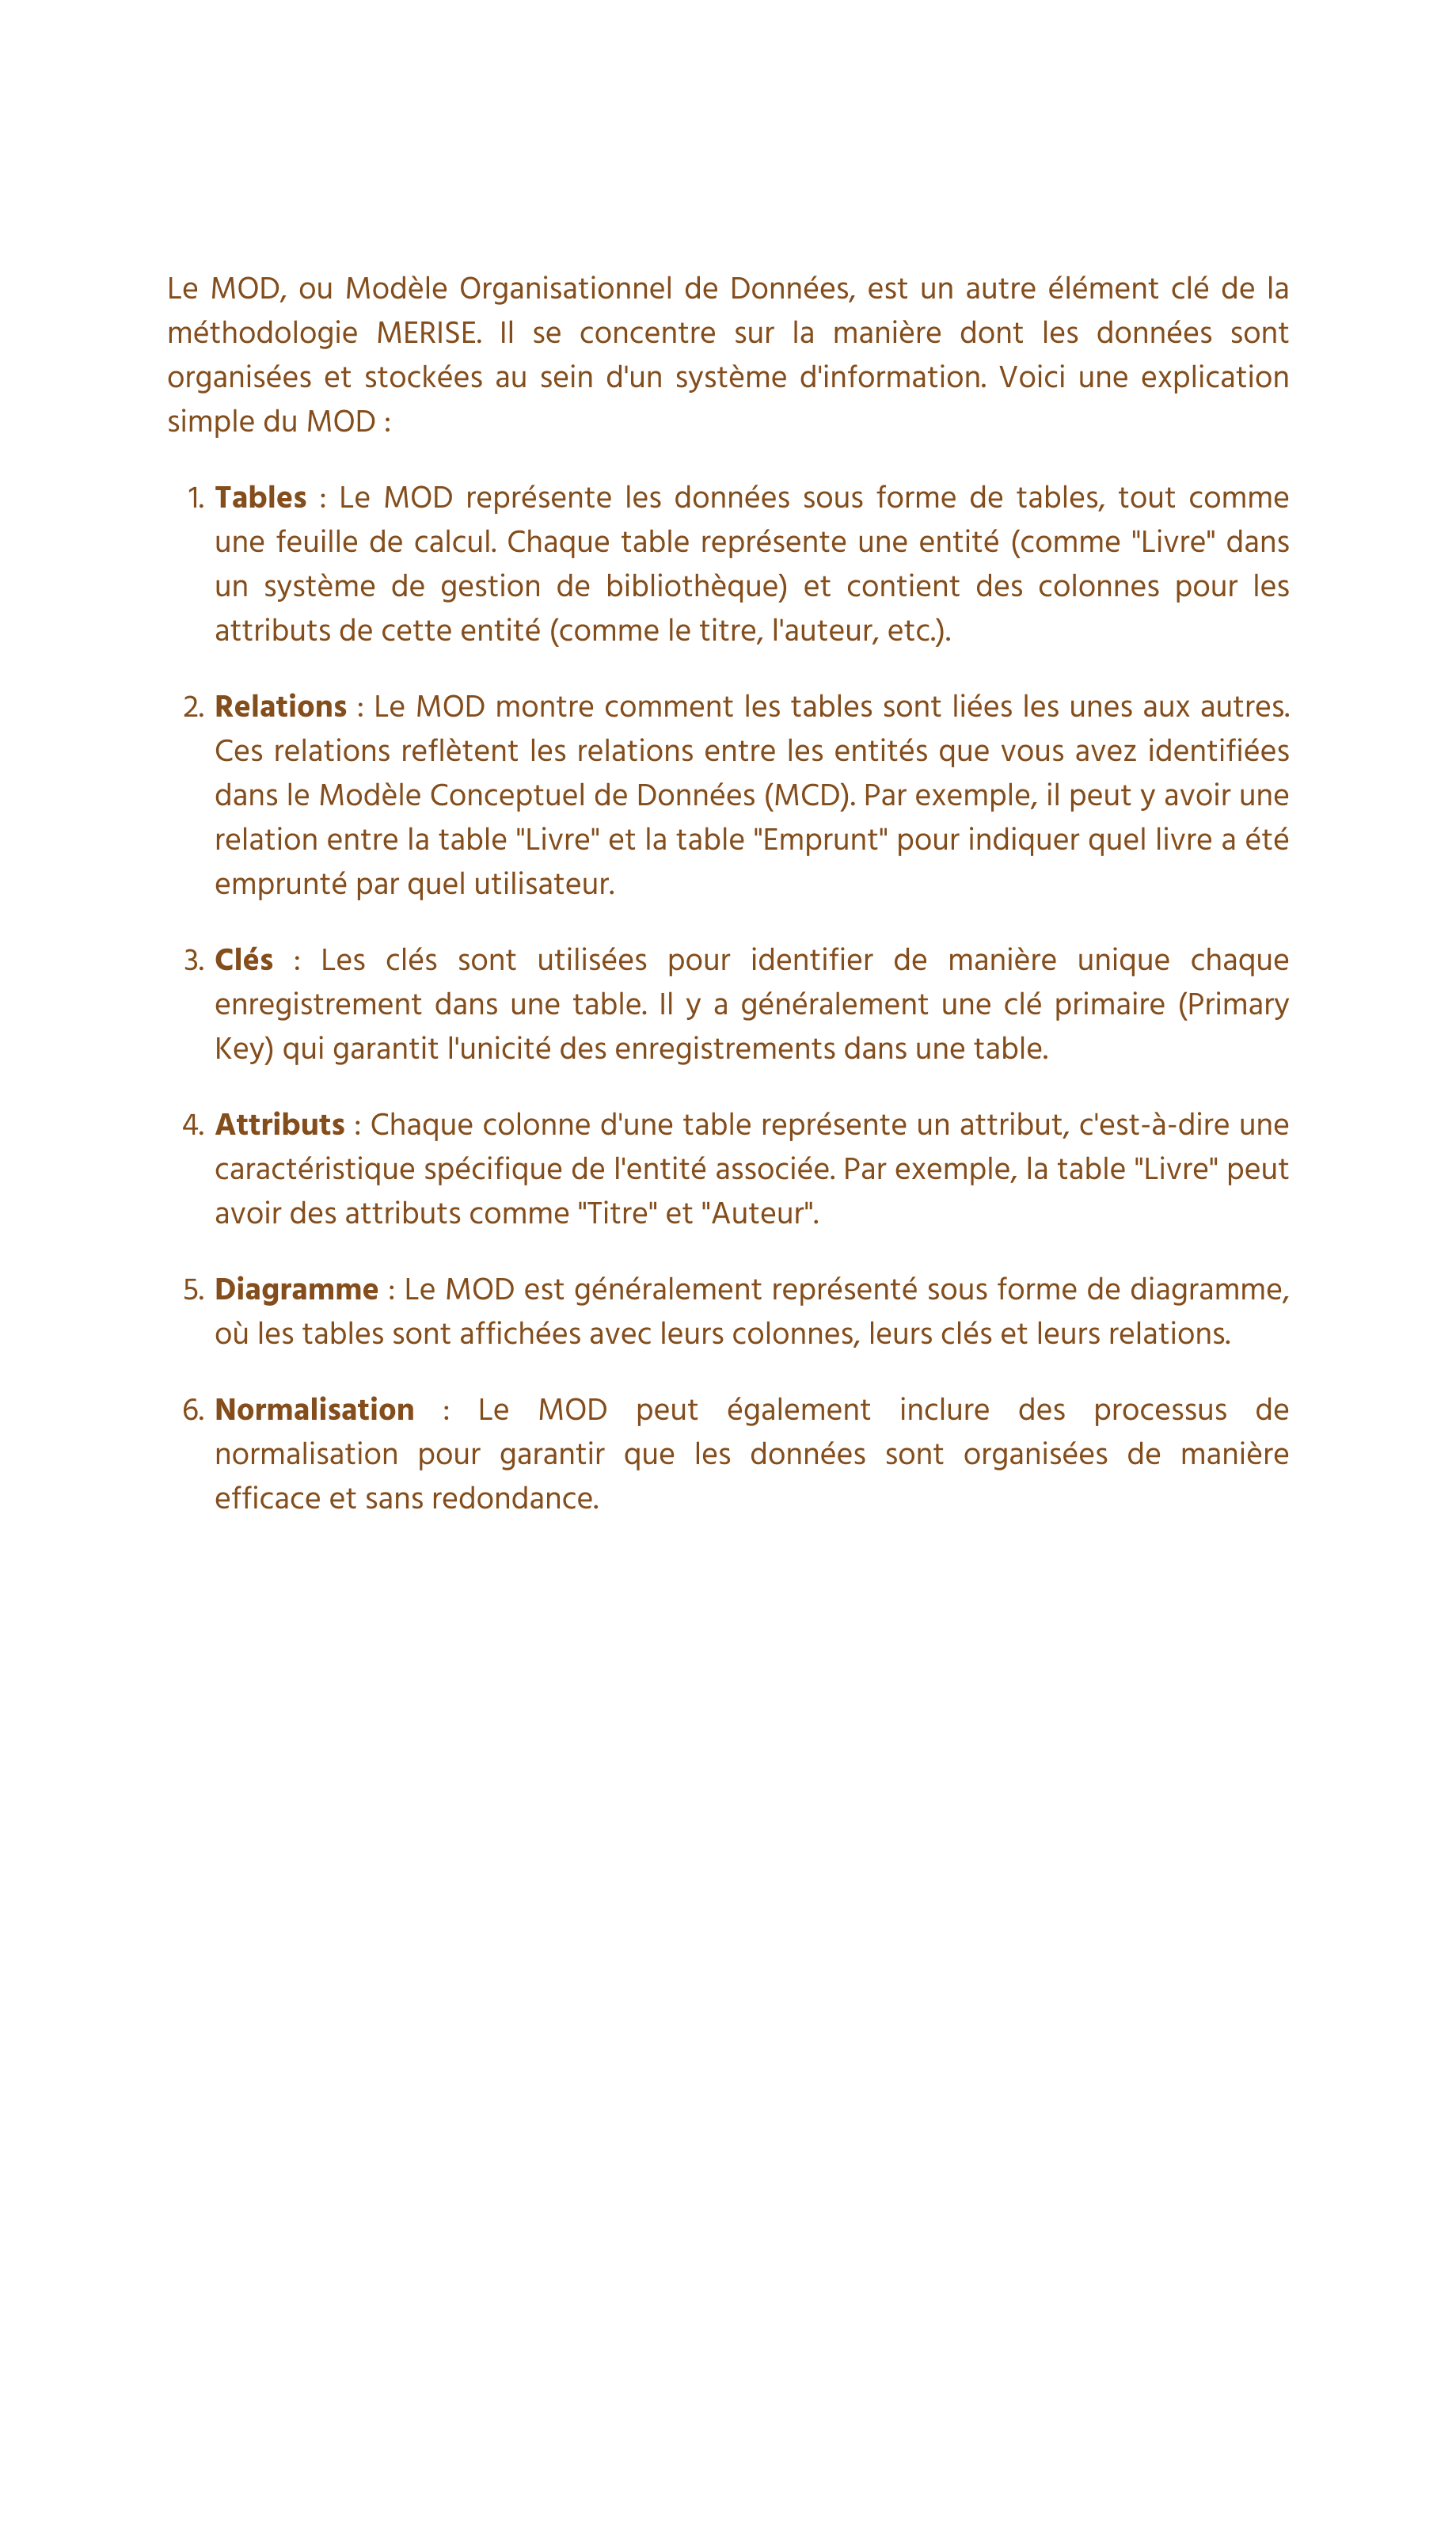 Le MOD, ou Modèle Organisationnel de Données, est un autre élément clé de la
méthodologie MERISE. Il se concentre sur la manière dont les données sont
organisées et stockées au sein d'un système d'information. Voici une explication
simple du MOD :
1. Tables : Le MOD représente les données sous forme de tables, tout comme
une feuille de calcul. Chaque table représente une entité (comme "Livre" dans
un système de gestion de bibliothèque) et contient des colonnes pour les
attributs de cette entité (comme le titre, l'auteur, etc.).
2. Relations : Le MOD montre comment les tables sont liées les unes aux autres.
Ces relations reflètent les relations entre les entités que vous avez identifiées
dans le Modèle Conceptuel de Données (MCD). Par exemple, il peut y avoir une
relation entre la table "Livre" et la table "Emprunt" pour indiquer quel livre a été
emprunté par quel utilisateur.
3. Clés : Les clés sont utilisées pour identifier de manière unique chaque
enregistrement dans une table. Il y a généralement une clé primaire (Primary
Key) qui garantit l'unicité des enregistrements dans une table.
4. Attributs : Chaque colonne d'une table représente un attribut, c'est-à-dire une
caractéristique spécifique de l'entité associée. Par exemple, la table "Livre" peut
avoir des attributs comme "Titre" et "Auteur".
5. Diagramme : Le MOD est généralement représenté sous forme de diagramme,
où les tables sont affichées avec leurs colonnes, leurs clés et leurs relations.
6. Normalisation : Le MOD peut également inclure des processus de
normalisation pour garantir que les données sont organisées de manière
efficace et sans redondance.